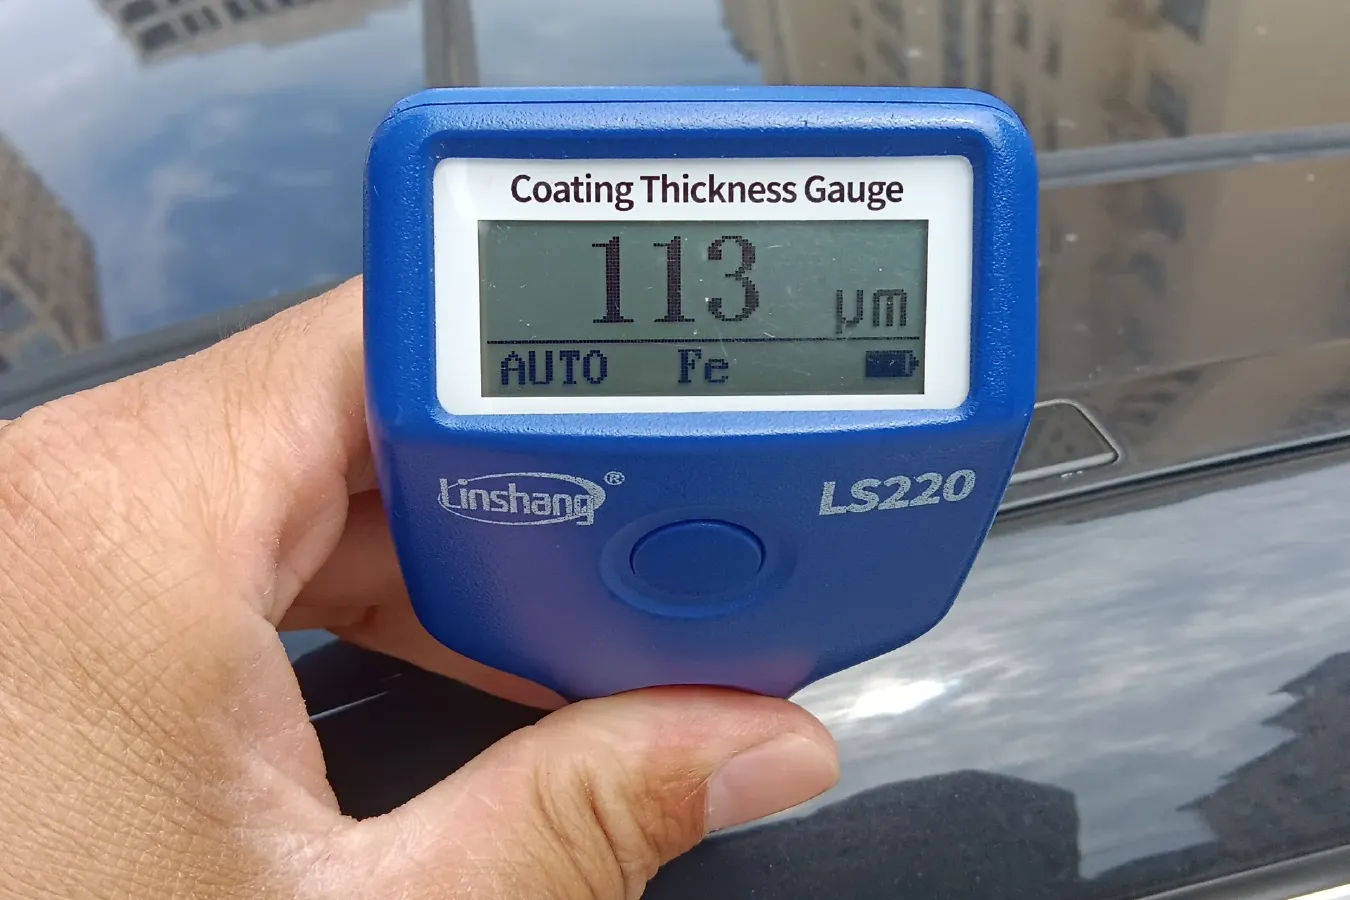 Coating Thickness Gauge
113 μm
AUTO Fe
Linshang® LS220